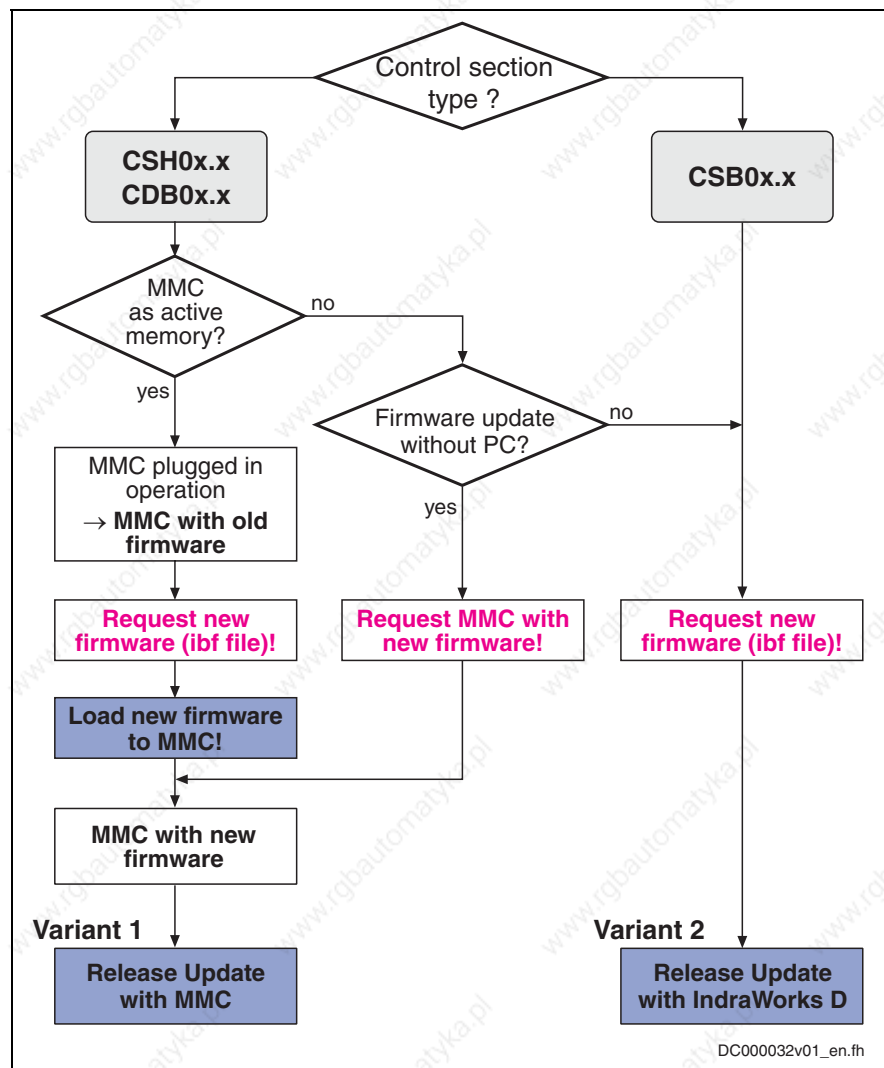 Control section
type ?
CSH0x.x
CDB0x.x
CSB0x.x
MMC
as active
memory?
no
yes
Firmware update
without PC?
no
yes
MMC plugged in
operation
→ MMC with old
firmware
Request new
firmware (ibf file)!
Request MMC with
new firmware!
Request new
firmware (ibf file)!
Load new firmware
to MMC!
MMC with new
firmware
Variant 1
Variant 2
Release Update
with MMC
Release Update
with IndraWorks D
DC000032v01_en.fh
www.rgbautomatyka.pl